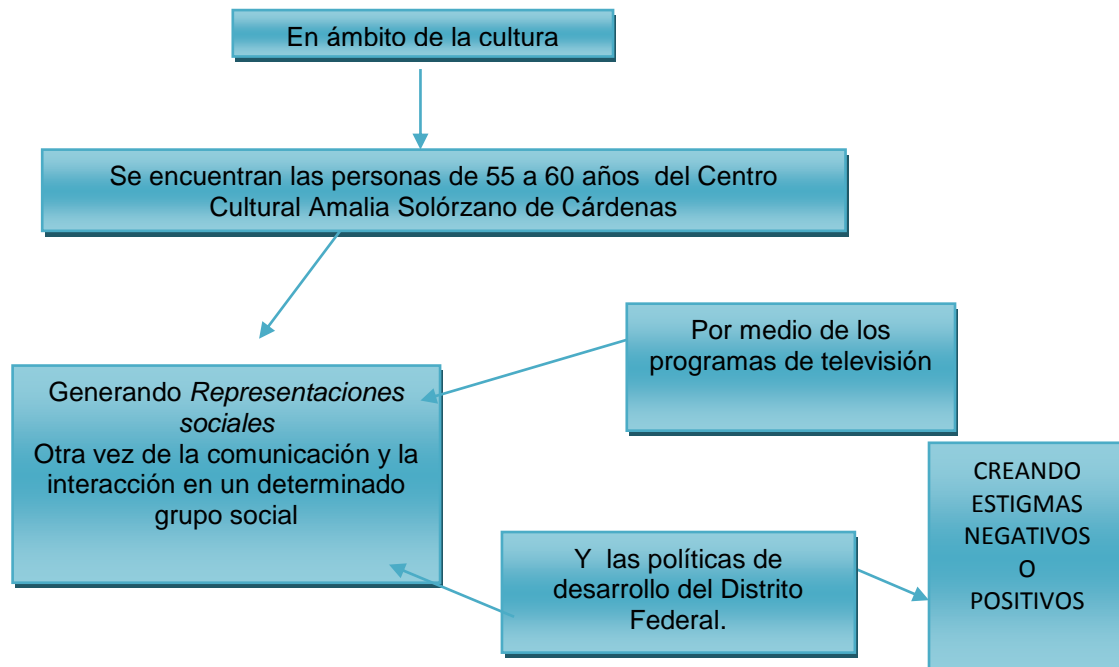 En ámbito de la cultura
Se encuentran las personas de 55 a 60 años  del Centro
Cultural Amalia Solórzano de Cárdenas
Por medio de los
programas de televisión
Generando Representaciones
sociales
Otra vez de la comunicación y la
interacción en un determinado
grupo social
Y  las políticas de
desarrollo del Distrito
Federal.
CREANDO
ESTIGMAS
NEGATIVOS
O
POSITIVOS